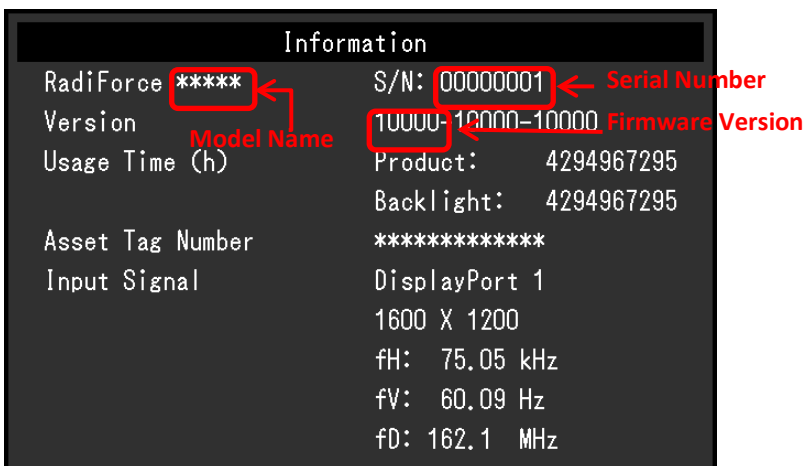 Information
RadiForce ***** S/N: 00000001 Serial Number
Version 10000-10000-10000 Firmware Version
Model Name
Usage Time (h) Product: 4294967295
Backlight: 4294967295
Asset Tag Number *************
Input Signal DisplayPort 1
1600 X 1200
fH: 75.05 kHz
fV: 60.09 Hz
fD: 162.1 MHz